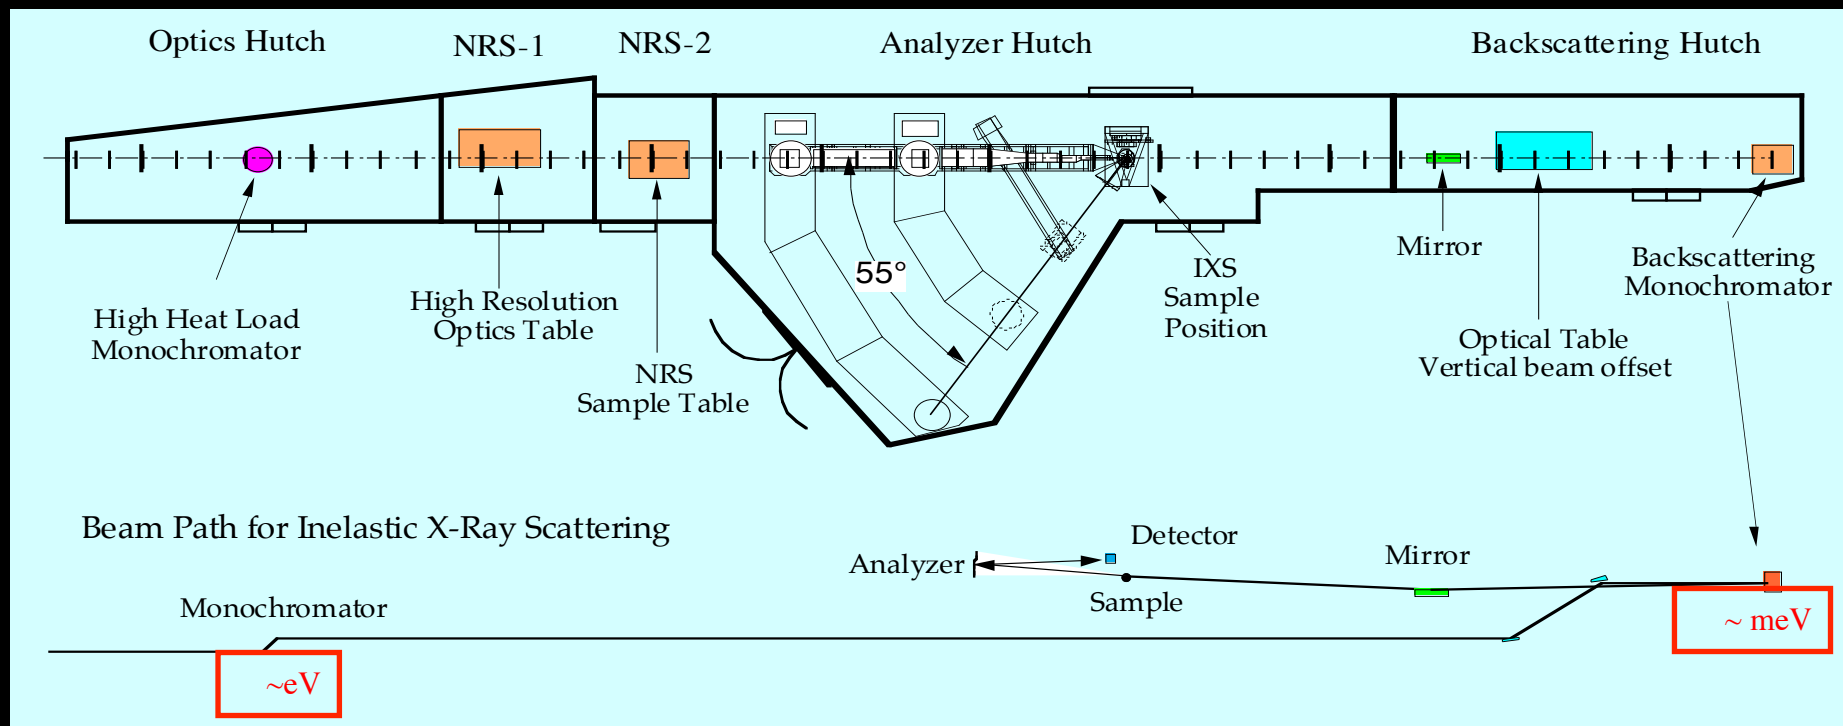 Optics Hutch
NRS-1
NRS-2
Analyzer Hutch
Backscattering Hutch
55°
High Heat Load
Monochromator
High Resolution
Optics Table
NRS
Sample Table
IXS
Sample
Position
Mirror
Optical Table
Vertical beam offset
Backscattering
Monochromator
Beam Path for Inelastic X-Ray Scattering
Analyzer
Detector
Sample
Mirror
Monochromator
~eV
~ meV